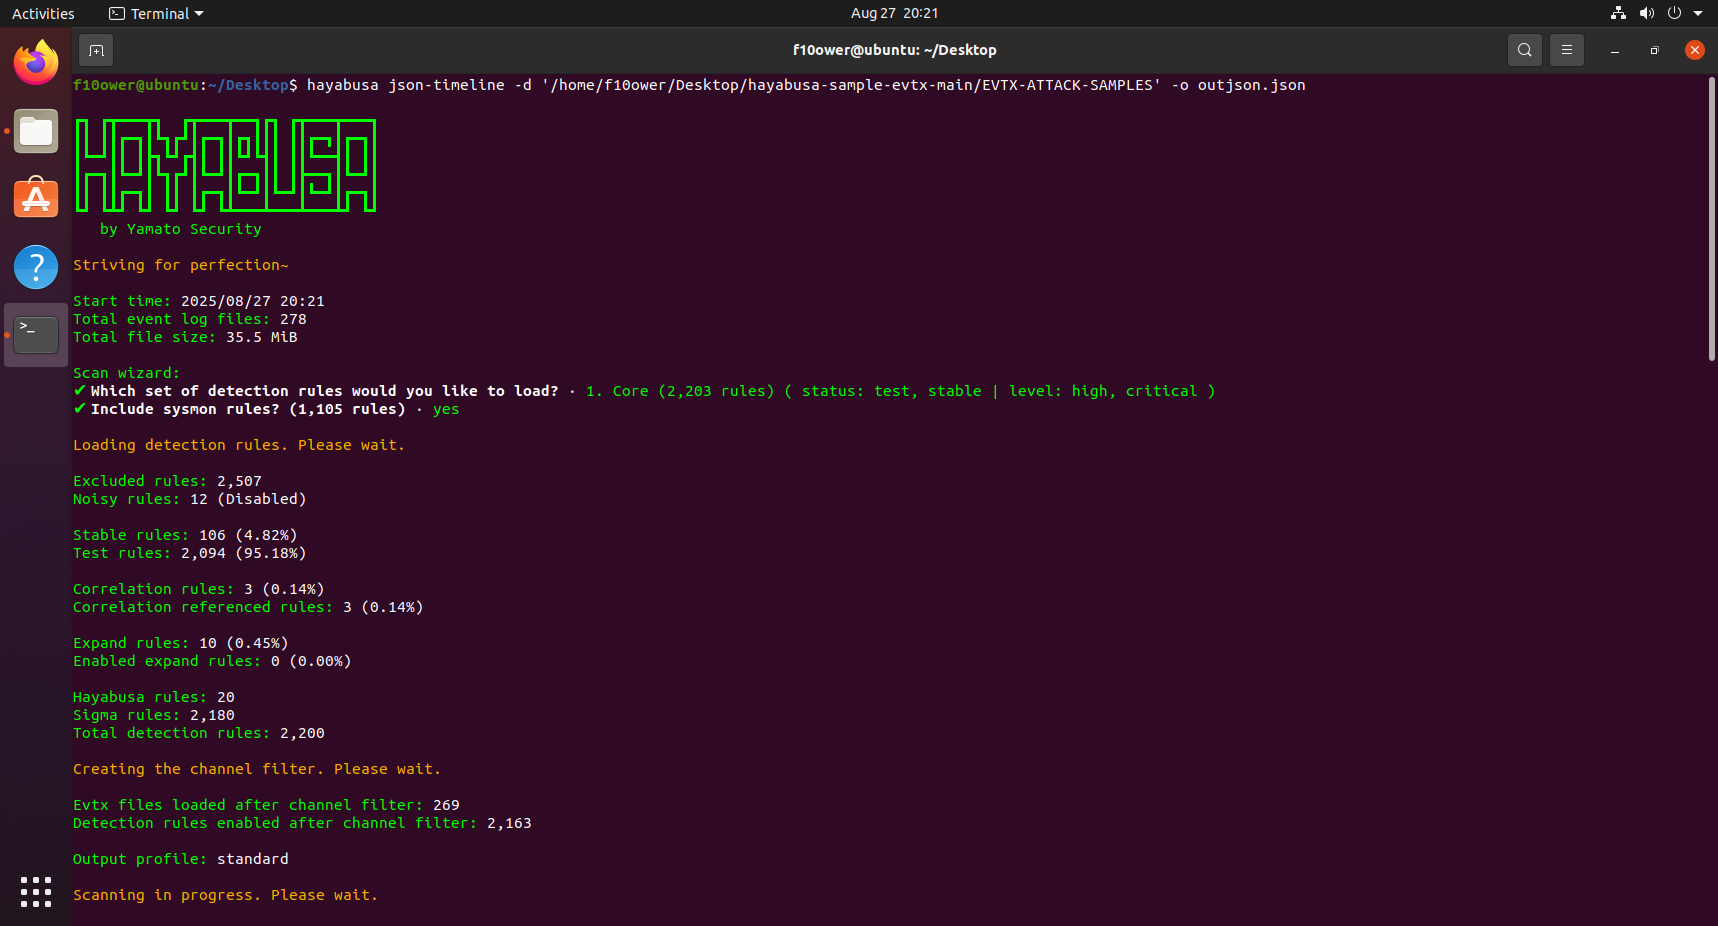 Activities
Terminal
Aug 27 20:21
f10ower@ubuntu: ~/Desktop
f10ower@ubuntu:~/Desktop$ hayabusa json-timeline -d '/home/f10ower/Desktop/hayabusa-sample-evtx-main/EVTX-ATTACK-SAMPLES' -o outjson.json
HAYABUSA
by Yamato Security
Striving for perfection~
Start time: 2025/08/27 20:21
Total event log files: 278
Total file size: 35.5 MiB
Scan wizard:
✔ Which set of detection rules would you like to load? · 1. Core (2,203 rules) ( status: test, stable | level: high, critical )
✔ Include sysmon rules? (1,105 rules) · yes
Loading detection rules. Please wait.
Excluded rules: 2,507
Noisy rules: 12 (Disabled)
Stable rules: 106 (4.82%)
Test rules: 2,094 (95.18%)
Correlation rules: 3 (0.14%)
Correlation referenced rules: 3 (0.14%)
Expand rules: 10 (0.45%)
Enabled expand rules: 0 (0.00%)
Hayabusa rules: 20
Sigma rules: 2,180
Total detection rules: 2,200
Creating the channel filter. Please wait.
Evtx files loaded after channel filter: 269
Detection rules enabled after channel filter: 2,163
Output profile: standard
Scanning in progress. Please wait.